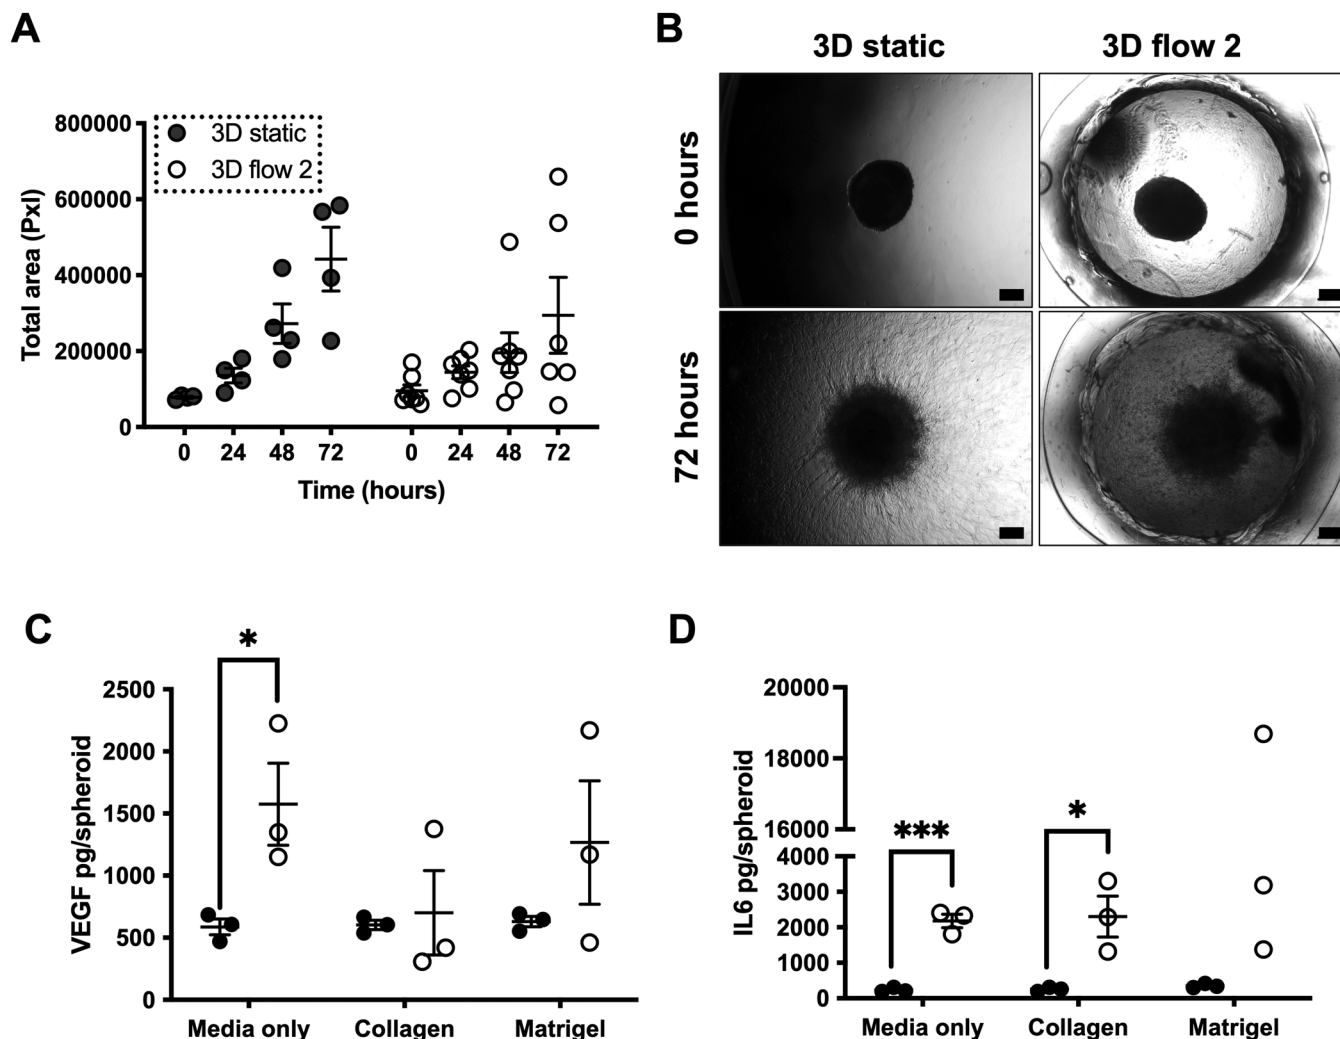 A
800000
600000
400000
200000
0
Total area (Pxl)
3D static
3D flow 2
0 24 48 72 0 24 48 72
Time (hours)
B
3D static 3D flow 2
0 hours
72 hours
C
*
2500
2000
1500
1000
500
0
VEGF pg/spheroid
Media only Collagen Matrigel
D
20000
18000
16000
4000
3000
2000
1000
0
IL6 pg/spheroid
***
*
Media only Collagen Matrigel